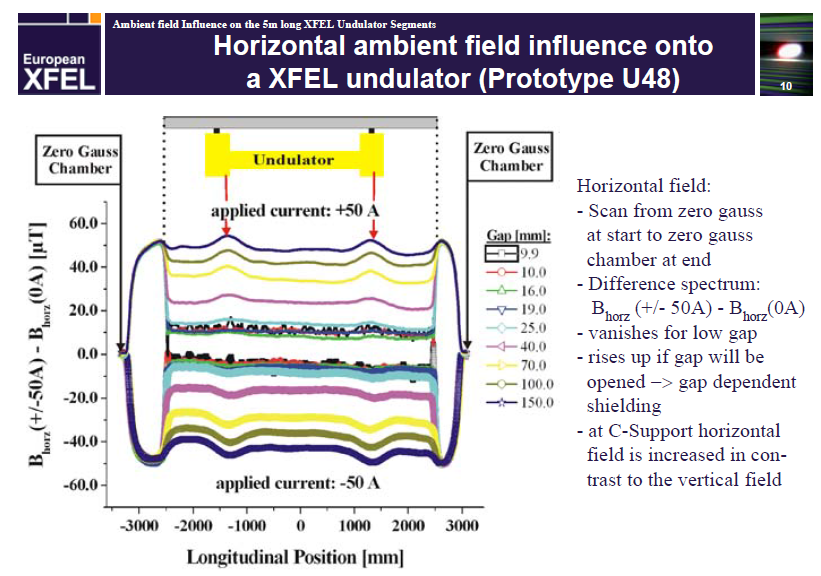 Ambient field Influence on the 5m long XFEL Undulator Segments
European
XFEL
Horizontal ambient field influence onto
a XFEL undulator (Prototype U48)
10
Zero Gauss
Chamber
Undulator
Zero Gauss
Chamber
applied current: +50 A
Gap [mm]:
9.9
10.0
16.0
19.0
25.0
40.0
70.0
100.0
150.0
B_horz(+/-50A) - B_horz(0A) [µT]
60.0
40.0
20.0
0.0
-20.0
-40.0
-60.0
applied current: -50 A
-3000 -2000 -1000 0 1000 2000 3000
Longitudinal Position [mm]
Horizontal field:
- Scan from zero gauss
at start to zero gauss
chamber at end
- Difference spectrum:
B_horz (+/- 50A) - B_horz(0A)
- vanishes for low gap
- rises up if gap will be
opened –> gap dependent
shielding
- at C-Support horizontal
field is increased in con-
trast to the vertical field